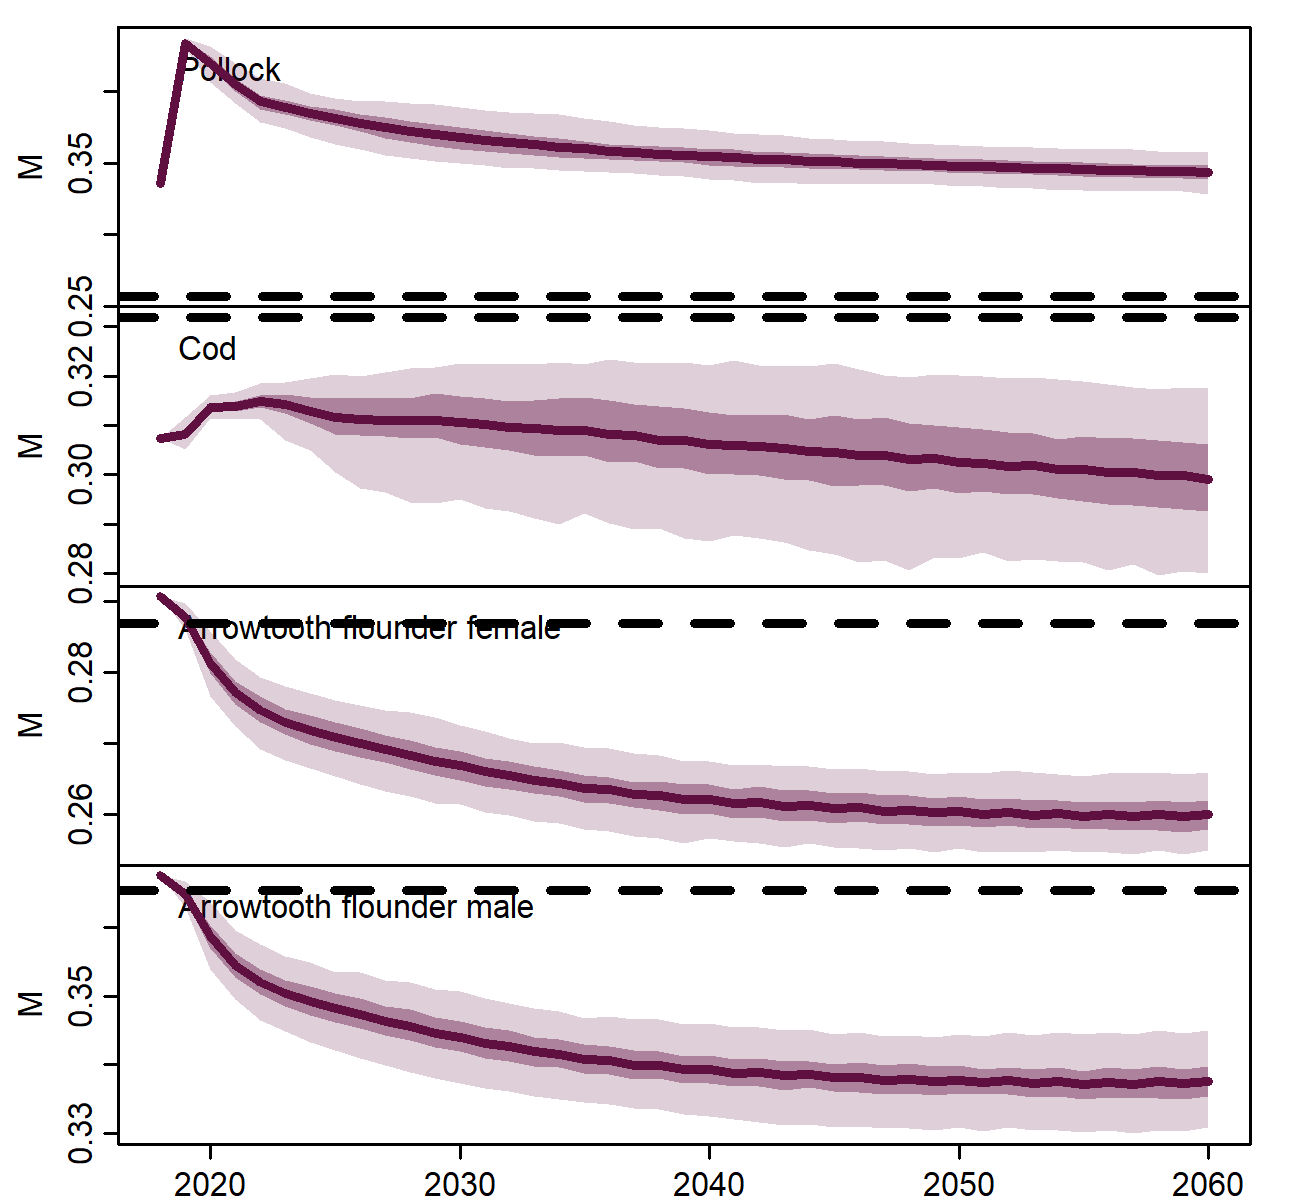 Pollock
M
0.35
0.25
Cod
M
0.32
0.30
0.28
Arrowtooth flounder female
M
0.28
0.26
Arrowtooth flounder male
M
0.35
0.33
2020 2030 2040 2050 2060